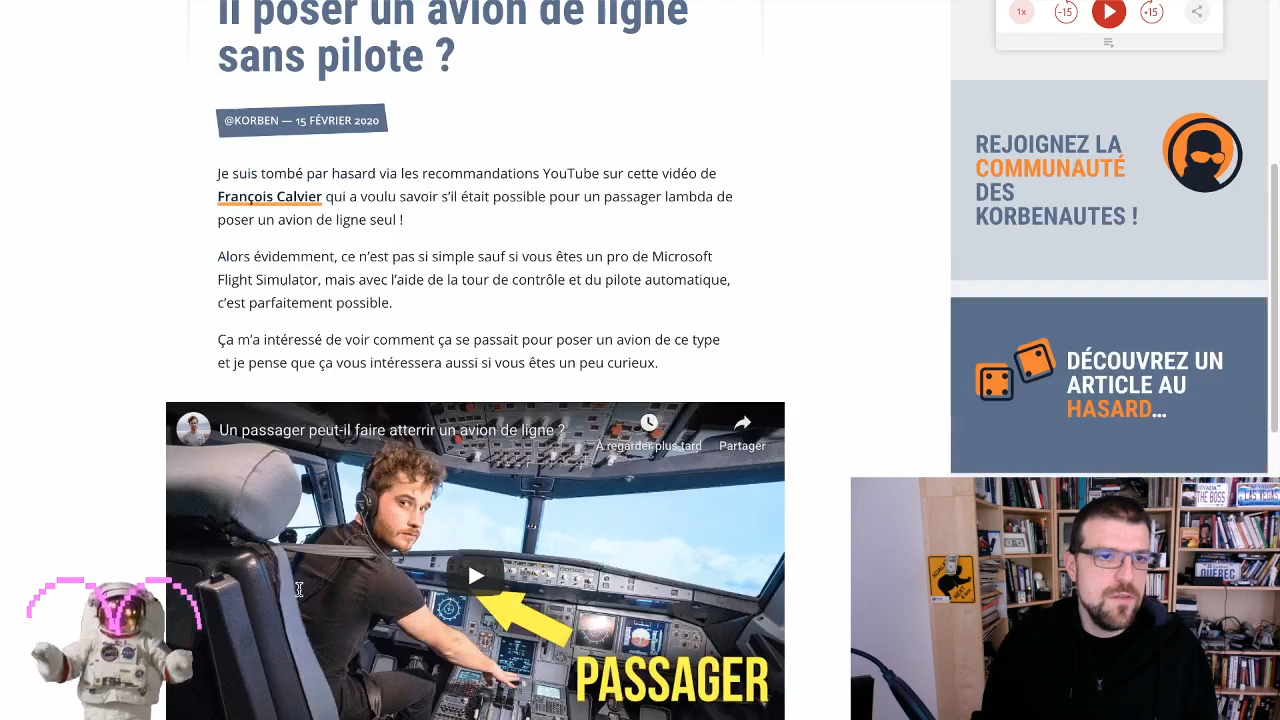 il poser un avion de ligne
sans pilote ?
@KORBEN — 15 FÉVRIER 2020
Je suis tombé par hasard via les recommandations YouTube sur cette vidéo de
François Calvier qui a voulu savoir s'il était possible pour un passager lambda de
poser un avion de ligne seul !
Alors évidemment, ce n'est pas si simple sauf si vous êtes un pro de Microsoft
Flight Simulator, mais avec l'aide de la tour de contrôle et du pilote automatique,
c'est parfaitement possible.
Ça m'a intéressé de voir comment ça se passait pour poser un avion de ce type
et je pense que ça vous intéressera aussi si vous êtes un peu curieux.
Un passager peut-il faire atterrir un avion de ligne ?
À regarder plus tard
Partager
PASSAGER
1x
-15
+15
REJOIGNEZ LA
COMMUNAUTÉ
DES
KORBENAUTES !
DÉCOUVREZ UN
ARTICLE AU
HASARD...
THE BOSS
LAS VEGAS
QUEBEC